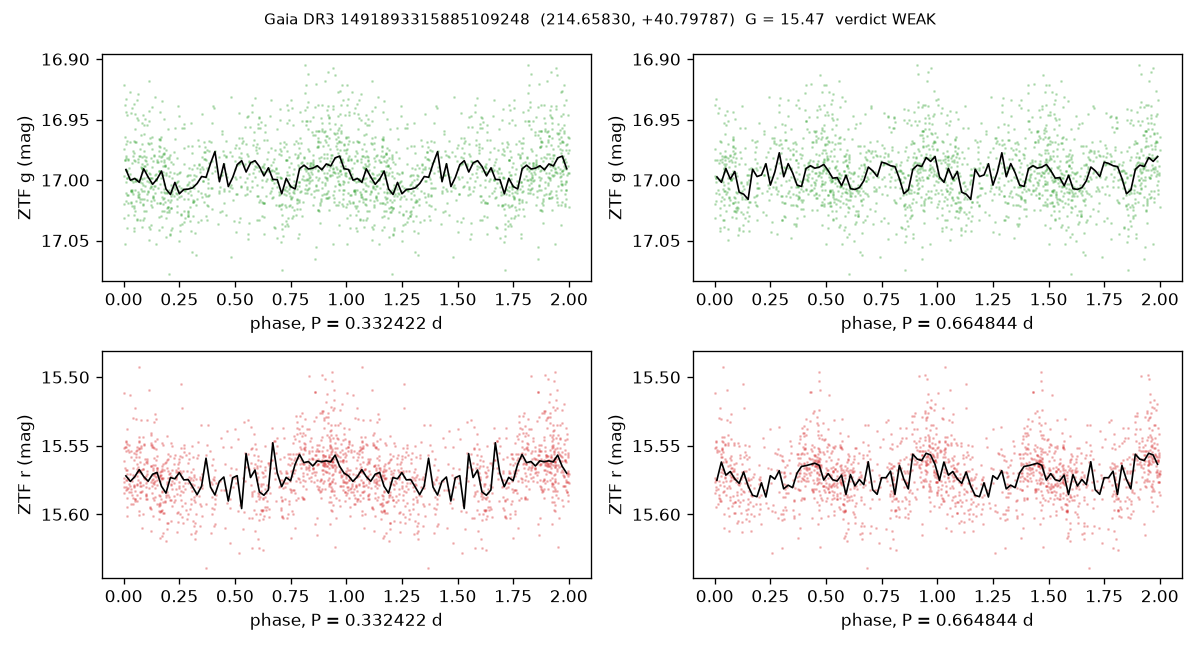 Gaia DR3 1491893315885109248  (214.65830, +40.79787)  G = 15.47  verdict WEAK
ZTF g (mag)
16.90
16.95
17.00
17.05
0.00 0.25 0.50 0.75 1.00 1.25 1.50 1.75 2.00
phase, P = 0.332422 d
ZTF g (mag)
16.90
16.95
17.00
17.05
0.00 0.25 0.50 0.75 1.00 1.25 1.50 1.75 2.00
phase, P = 0.664844 d
ZTF r (mag)
15.50
15.55
15.60
0.00 0.25 0.50 0.75 1.00 1.25 1.50 1.75 2.00
phase, P = 0.332422 d
ZTF r (mag)
15.50
15.55
15.60
0.00 0.25 0.50 0.75 1.00 1.25 1.50 1.75 2.00
phase, P = 0.664844 d